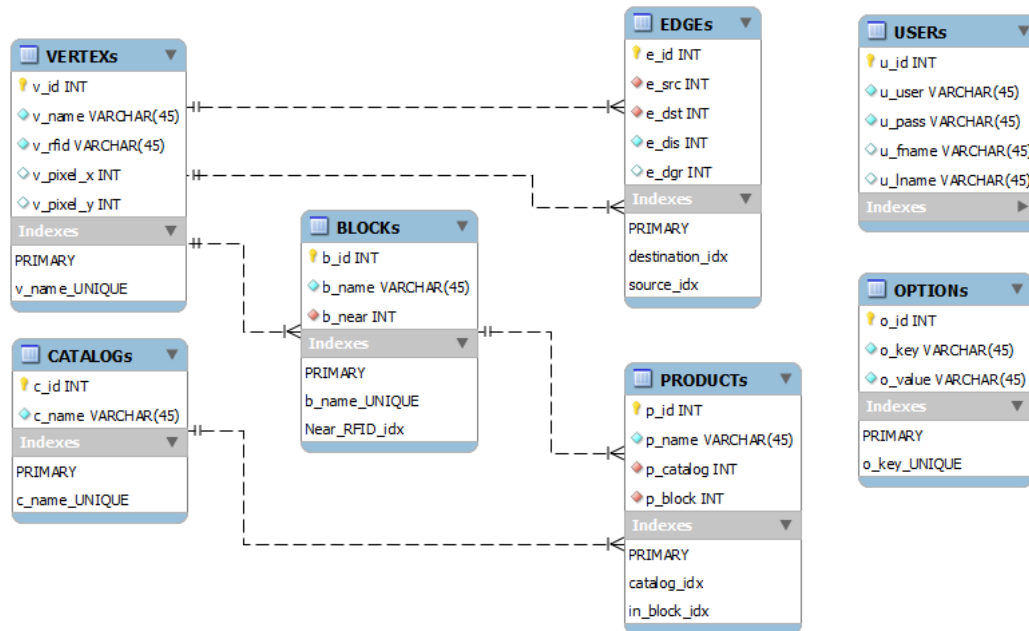 VERTEXs
v_id INT
v_name VARCHAR(45)
v_rfid VARCHAR(45)
v_pixel_x INT
v_pixel_y INT
Indexes
PRIMARY
v_name_UNIQUE
CATALOGs
c_id INT
c_name VARCHAR(45)
Indexes
PRIMARY
c_name_UNIQUE
BLOCKs
b_id INT
b_name VARCHAR(45)
b_near INT
Indexes
PRIMARY
b_name_UNIQUE
Near_RFID_idx
EDGEs
e_id INT
e_src INT
e_dst INT
e_dis INT
e_dgr INT
Indexes
PRIMARY
destination_idx
source_idx
PRODUCTs
p_id INT
p_name VARCHAR(45)
p_catalog INT
p_block INT
Indexes
PRIMARY
catalog_idx
in_block_idx
USERs
u_id INT
u_user VARCHAR(45)
u_pass VARCHAR(45)
u_fname VARCHAR(45)
u_lname VARCHAR(45)
Indexes
OPTIONs
o_id INT
o_key VARCHAR(45)
o_value VARCHAR(45)
Indexes
PRIMARY
o_key_UNIQUE